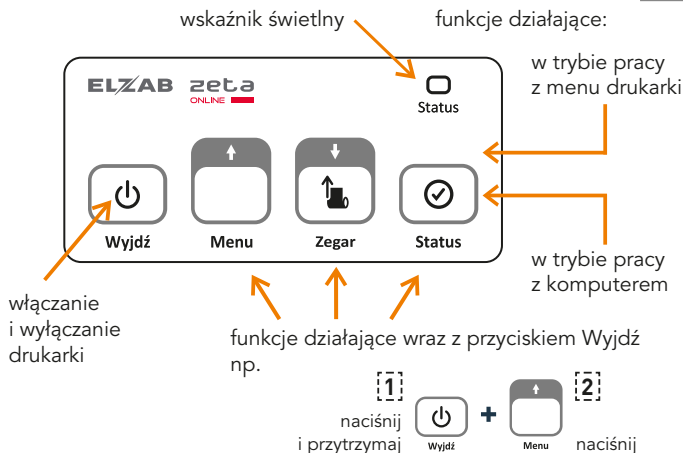 wskaźnik świetlny
funkcje działające:
w trybie pracy
z menu drukarki
ELZAB zeta
ONLINE
Status
Wyjdź
Menu
Zegar
Status
włączanie
i wyłączanie
drukarki
w trybie pracy
z komputerem
funkcje działające wraz z przyciskiem Wyjdź
np.
1
naciśnij
i przytrzymaj
Wyjdź
+
Menu
2
naciśnij